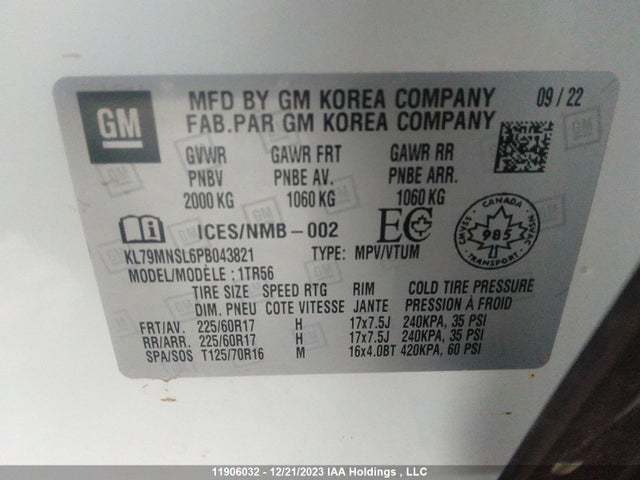 GM
MFD BY GM KOREA COMPANY 09 / 22
FAB.PAR GM KOREA COMPANY
GVWR GAWR FRT GAWR RR
PNBV PNBE AV. PNBE ARR.
2000 KG 1060 KG 1060 KG
ICES/NMB-002 EC
CANADA CMVSS NSVAC 985 TRANSPORT
KL79MNSL6PB043821 TYPE: MPV/VTUM
MODEL/MODÈLE : 1TR56
TIRE SIZE SPEED RTG RIM COLD TIRE PRESSURE
DIM. PNEU COTE VITESSE JANTE PRESSION À FROID
FRT/AV. 225/60R17 H 17x7.5J 240KPA, 35 PSI
RR/ARR. 225/60R17 H 17x7.5J 240KPA, 35 PSI
SPA/SOS T125/70R16 M 16x4.0BT 420KPA, 60 PSI
11906032 - 12/21/2023 IAA Holdings , LLC